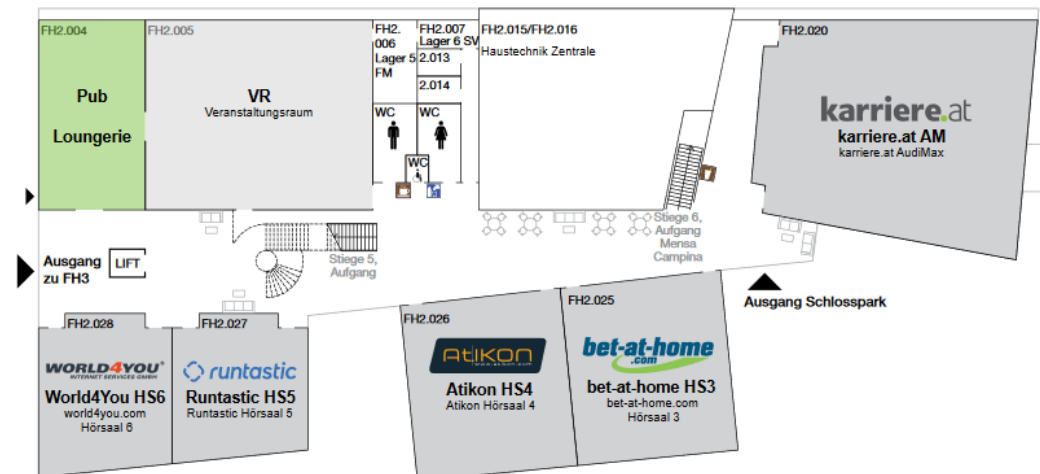 FH2.004
Pub
Loungerie
FH2.005
VR
Veranstaltungsraum
FH2.
006
Lager 5
FM
FH2.007
Lager 6 SV
2.013
2.014
WC
WC
WC
FH2.015/FH2.016
Haustechnik Zentrale
FH2.020
karriere.at
karriere.at AM
karriere.at AudiMax
Ausgang
zu FH3
LIFT
Stiege 5,
Aufgang
Stiege 6,
Aufgang
Mensa
Campina
Ausgang Schlosspark
FH2.028
WORLD4YOU®
INTERNET SERVICES GMBH
World4You HS6
world4you.com
Hörsaal 6
FH2.027
runtastic
Runtastic HS5
Runtastic Hörsaal 5
FH2.026
ATIKON
www.atikon.com
Atikon HS4
Atikon Hörsaal 4
FH2.025
bet-at-home
.com
bet-at-home HS3
bet-at-home.com
Hörsaal 3